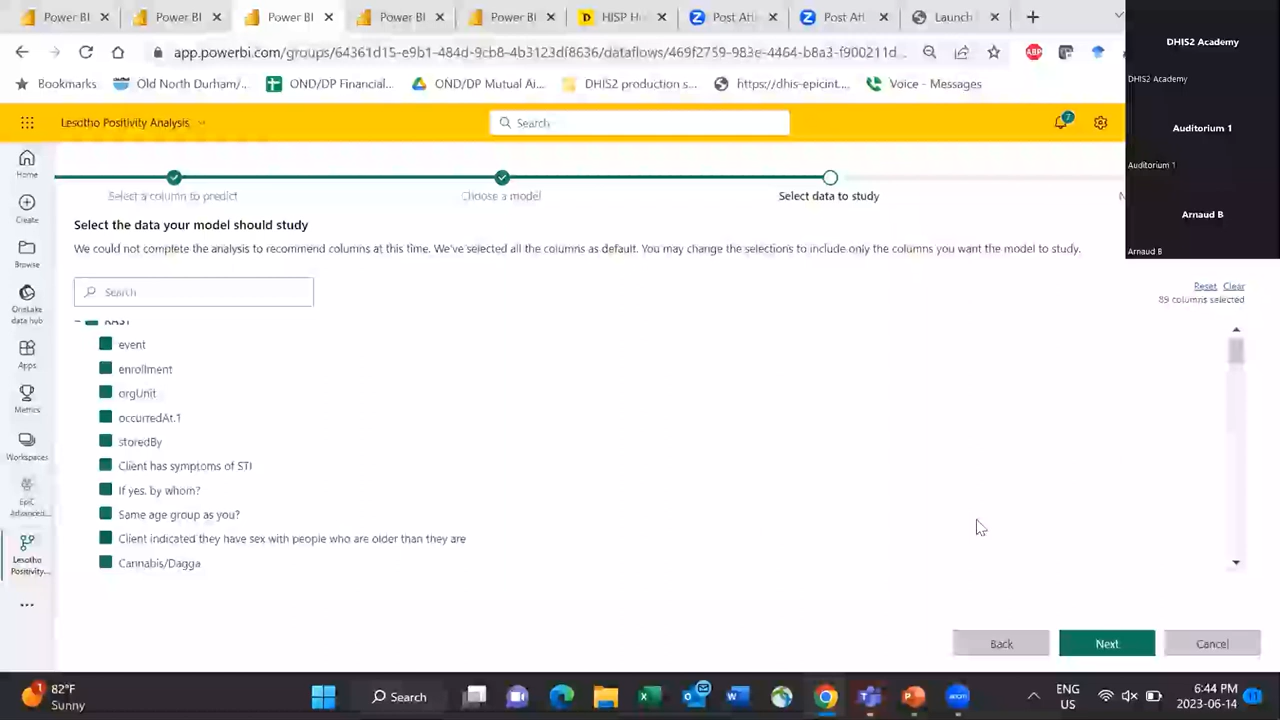 Power BI
Power BI
Power BI
Power BI
Power BI
HISP H
Post Atl
Post Atl
Launch
app.powerbi.com/groups/64361d15-e9b1-484d-9cb8-4b3123df8636/dataflows/469f2759-983e-4464-b8a3-f900211d...
ABP
Bookmarks
Old North Durham/...
OND/DP Financial...
OND/DP Mutual Ai...
DHIS2 production s...
https://dhis-epicint...
Voice - Messages
DHIS2 Academy
DHIS2 Academy
Auditorium 1
Auditorium 1
Arnaud B
Arnaud B
Lesotho Positivity Analysis
Search
7
Home
Create
Browse
OneLake
data hub
Apps
Metrics
Workspaces
EpiC
Advanced...
Lesotho
Positivity...
Select a column to predict
Choose a model
Select data to study
Select the data your model should study
We could not complete the analysis to recommend columns at this time. We've selected all the columns as default. You may change the selections to include only the columns you want the model to study.
Search
Reset Clear
89 columns selected
event
enrollment
orgUnit
occurredAt.1
storedBy
Client has symptoms of STI
If yes, by whom?
Same age group as you?
Client indicated they have sex with people who are older than they are
Cannabis/Dagga
Back
Next
Cancel
1
82°F
Sunny
Search
zoom
ENG
US
6:44 PM
2023-06-14